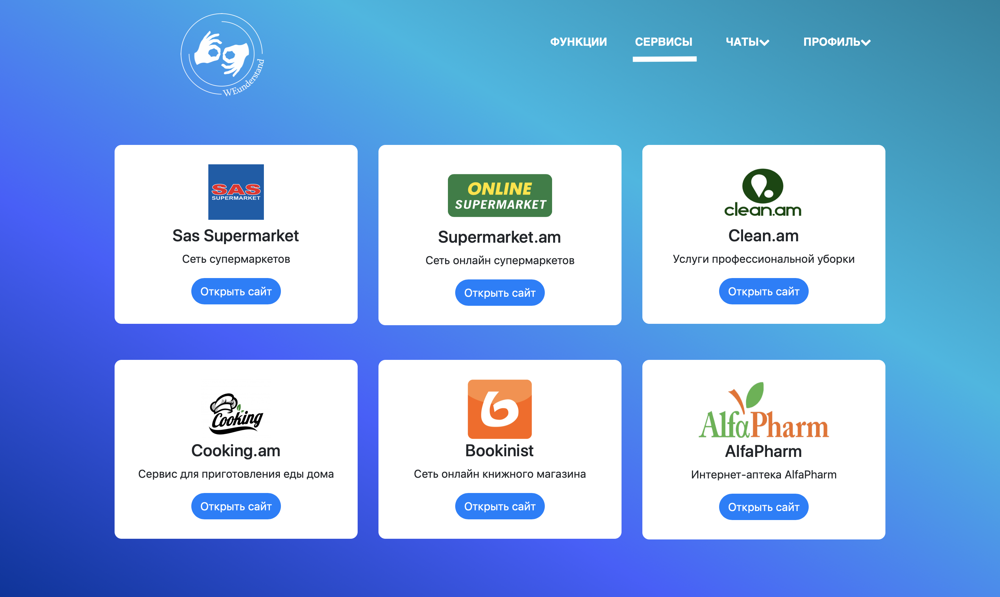 WEunderstand
ФУНКЦИИ
СЕРВИСЫ
ЧАТЫ
ПРОФИЛЬ
SAS
SUPERMARKET
Sas Supermarket
Сеть супермаркетов
Открыть сайт
ONLINE
SUPERMARKET
Supermarket.am
Сеть онлайн супермаркетов
Открыть сайт
clean.am
Clean.am
Услуги профессиональной уборки
Открыть сайт
Cooking
Cooking.am
Сервис для приготовления еды дома
Открыть сайт
Bookinist
Сеть онлайн книжного магазина
Открыть сайт
AlfaPharm
AlfaPharm
Интернет-аптека AlfaPharm
Открыть сайт